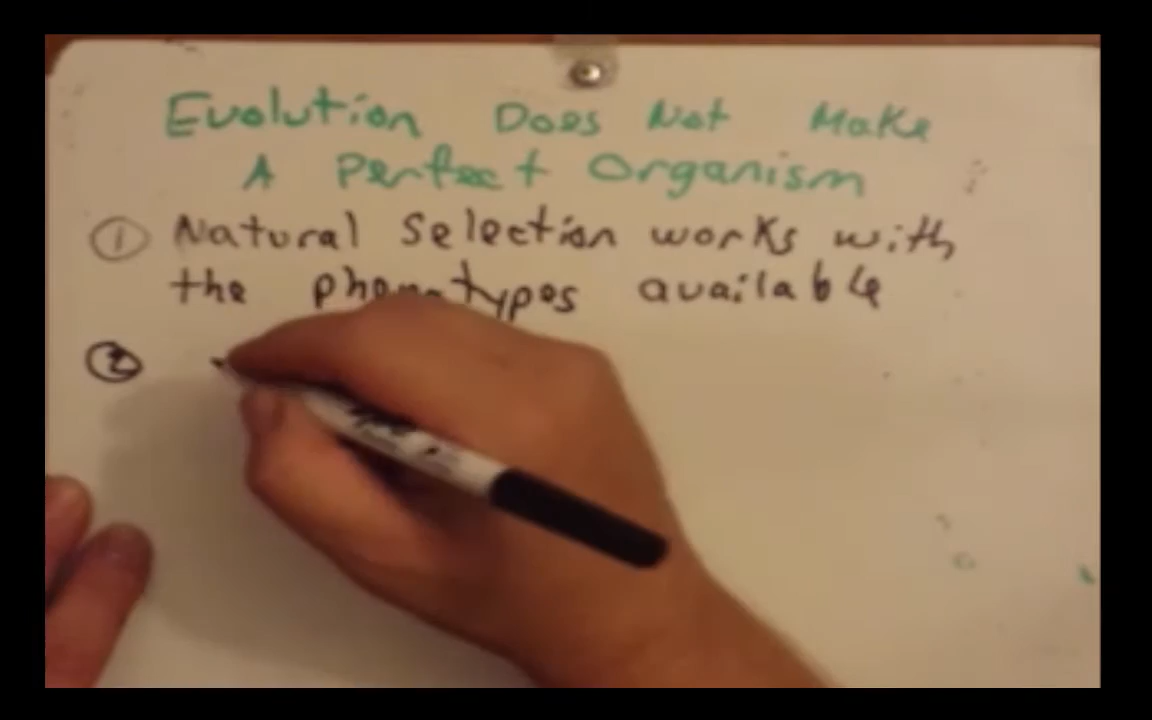 Evolution Does Not Make
A Perfect Organism
① Natural Selection works with
the phenotypes available
②